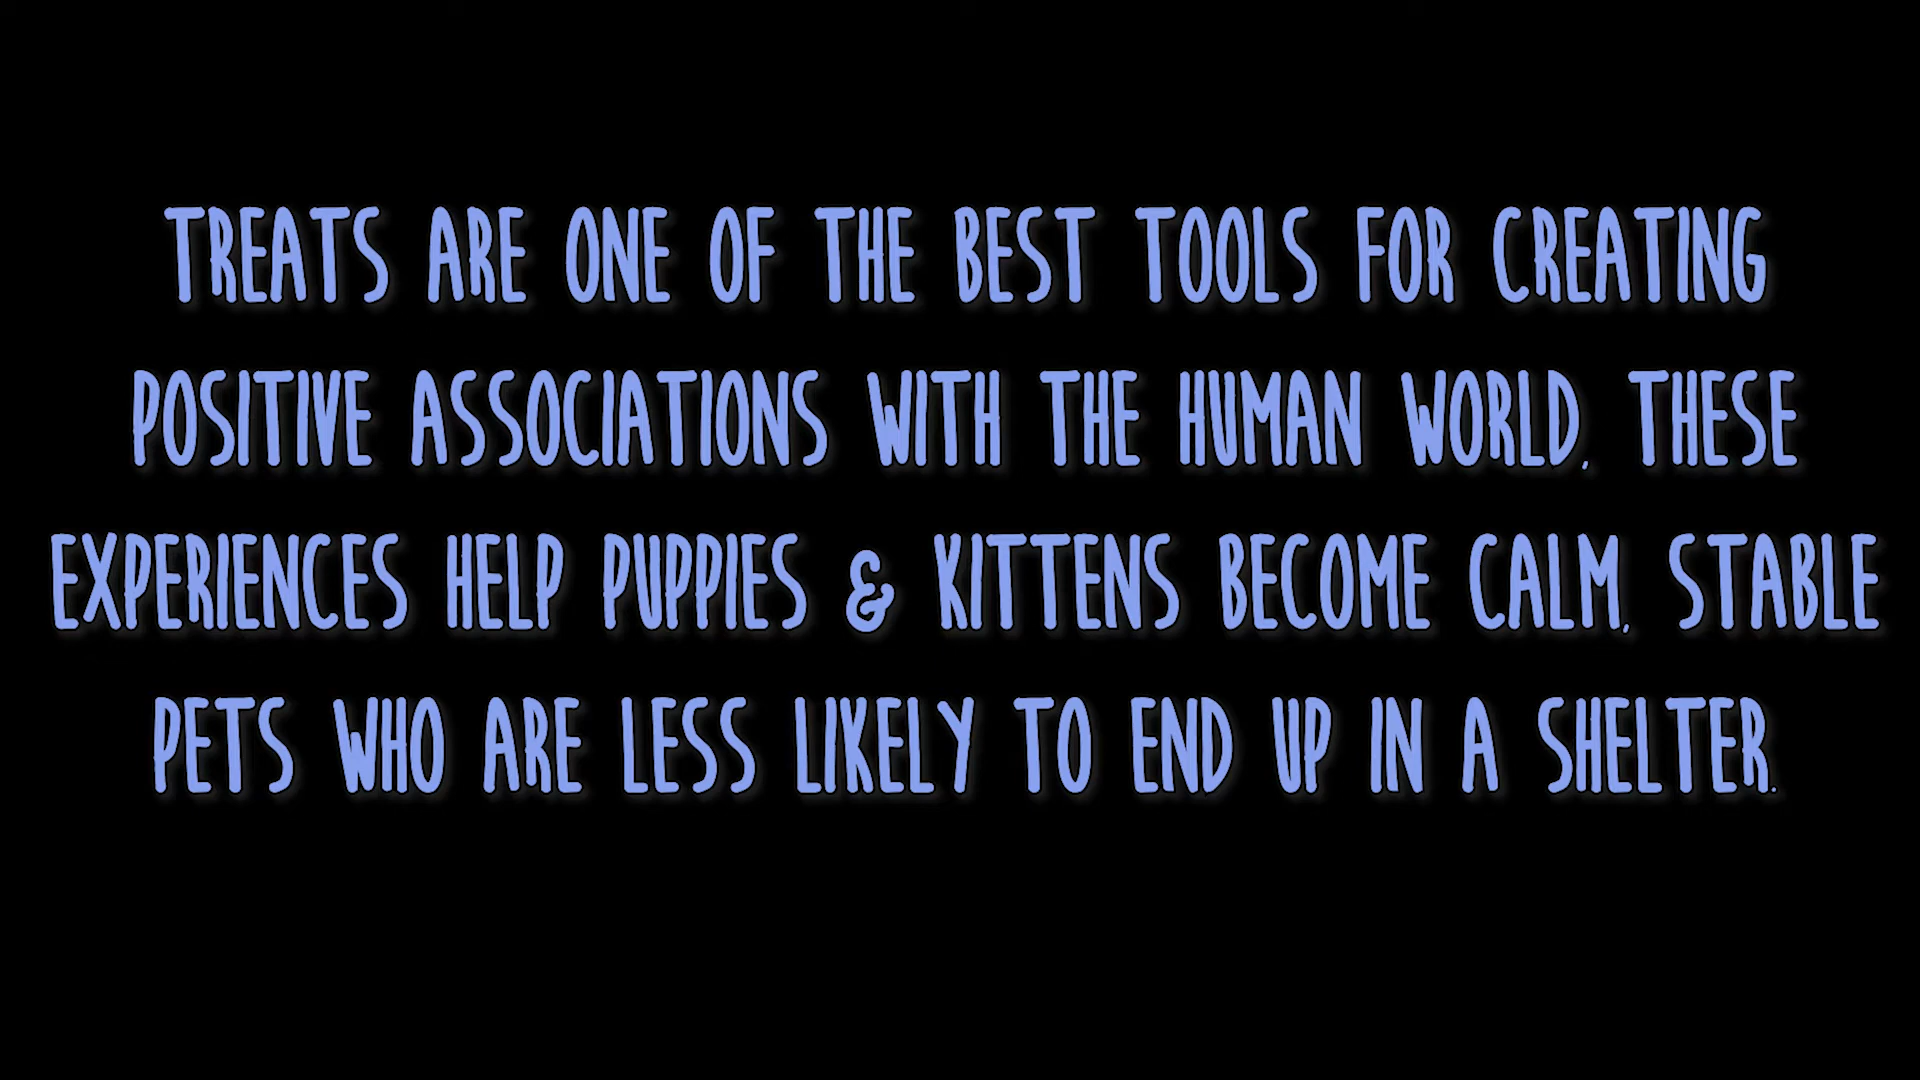 TREATS ARE ONE OF THE BEST TOOLS FOR CREATING
POSITIVE ASSOCIATIONS WITH THE HUMAN WORLD, THESE
EXPERIENCES HELP PUPPIES & KITTENS BECOME CALM, STABLE
PETS WHO ARE LESS LIKELY TO END UP IN A SHELTER.